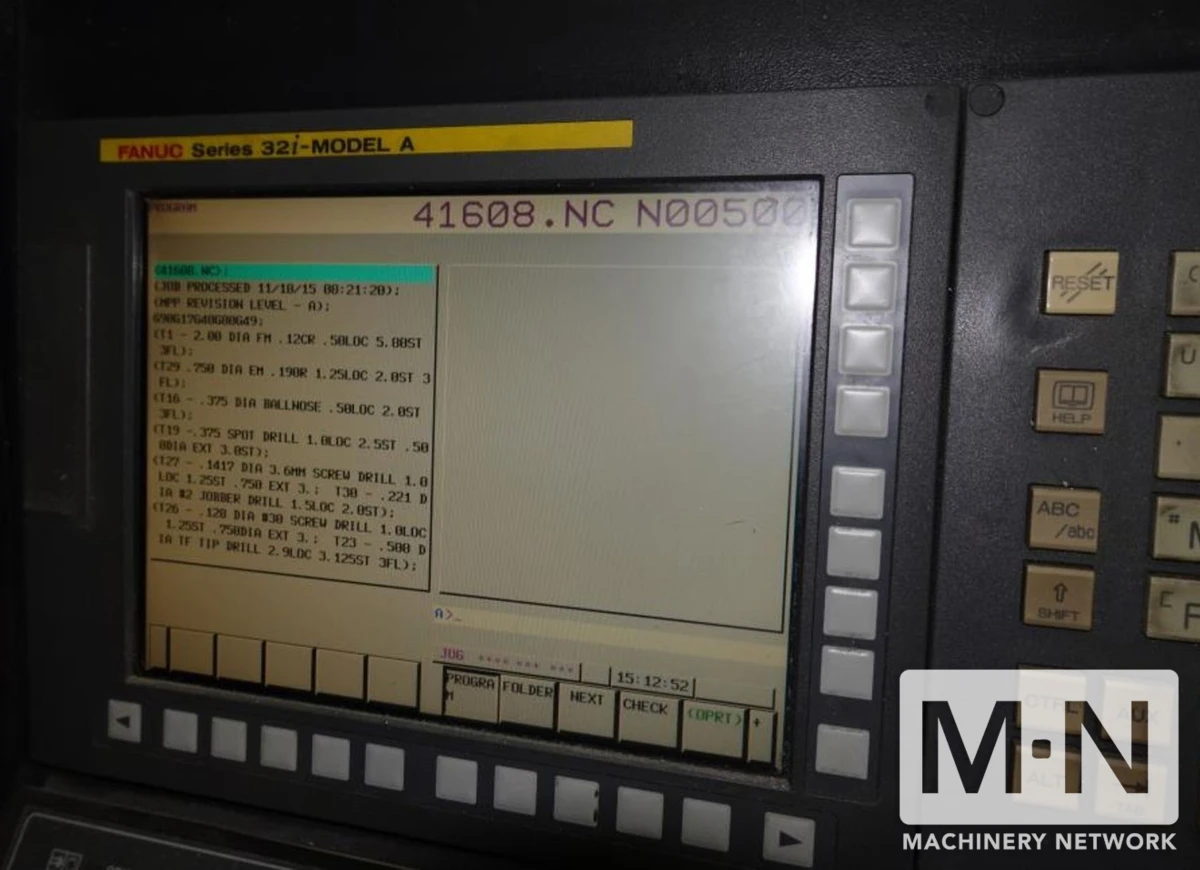 FANUC Series 32i-MODEL A
PROGRAM
41608.NC N00500
(41608.NC);
(JOB PROCESSED 11/18/15 08:21:20);
(MPP REVISION LEVEL - A);
G90G17G40G80G49;
(T1 - 2.00 DIA FM .12CR .50LOC 5.00ST
3FL);
(T29 .750 DIA EM .190R 1.25LOC 2.0ST 3
FL);
(T16 - .375 DIA BALLNOSE .50LOC 2.0ST
3FL);
(T19 -.375 SPOT DRILL 1.0LOC 2.5ST .50
0DIA EXT 3.0ST);
(T27 - .1417 DIA 3.6MM SCREW DRILL 1.0
LOC 1.25ST .750 EXT 3.; T30 - .221 D
IA #2 JOBBER DRILL 1.5LOC 2.0ST);
(T26 - .128 DIA #30 SCREW DRILL 1.0LOC
1.25ST .750DIA EXT 3.; T23 - .500 D
IA TF TIP DRILL 2.9LOC 3.125ST 3FL);
A>_
JOG **** *** ***
15:12:52
PROGRA
M
FOLDER
NEXT
CHECK
(OPRT)
+
RESET
HELP
ABC
/abc
SHIFT
CTRL
AUX
ALT
M·N
MACHINERY NETWORK